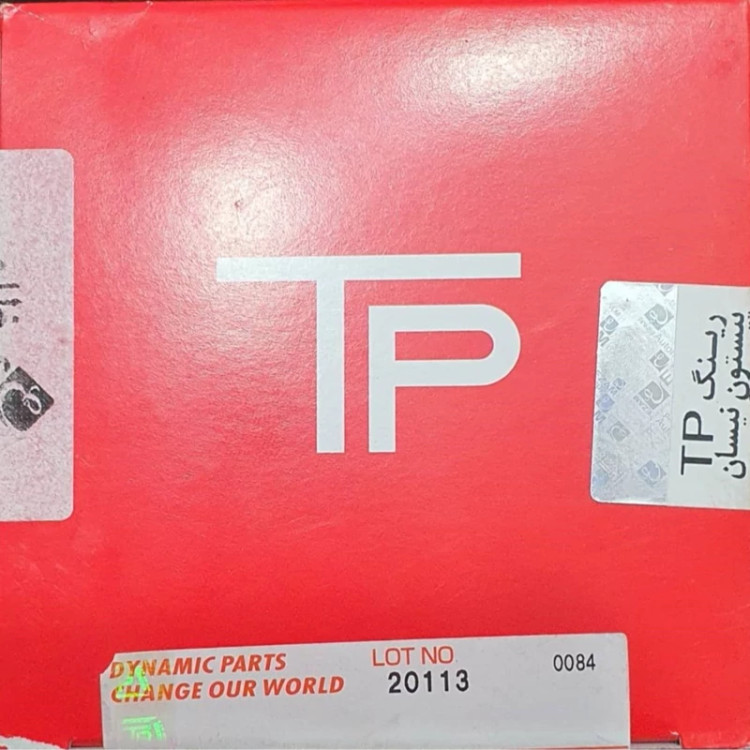 TP
رینگ TP
پیستون نیسان
DYNAMIC PARTS
CHANGE OUR WORLD
LOT NO.
20113
0084